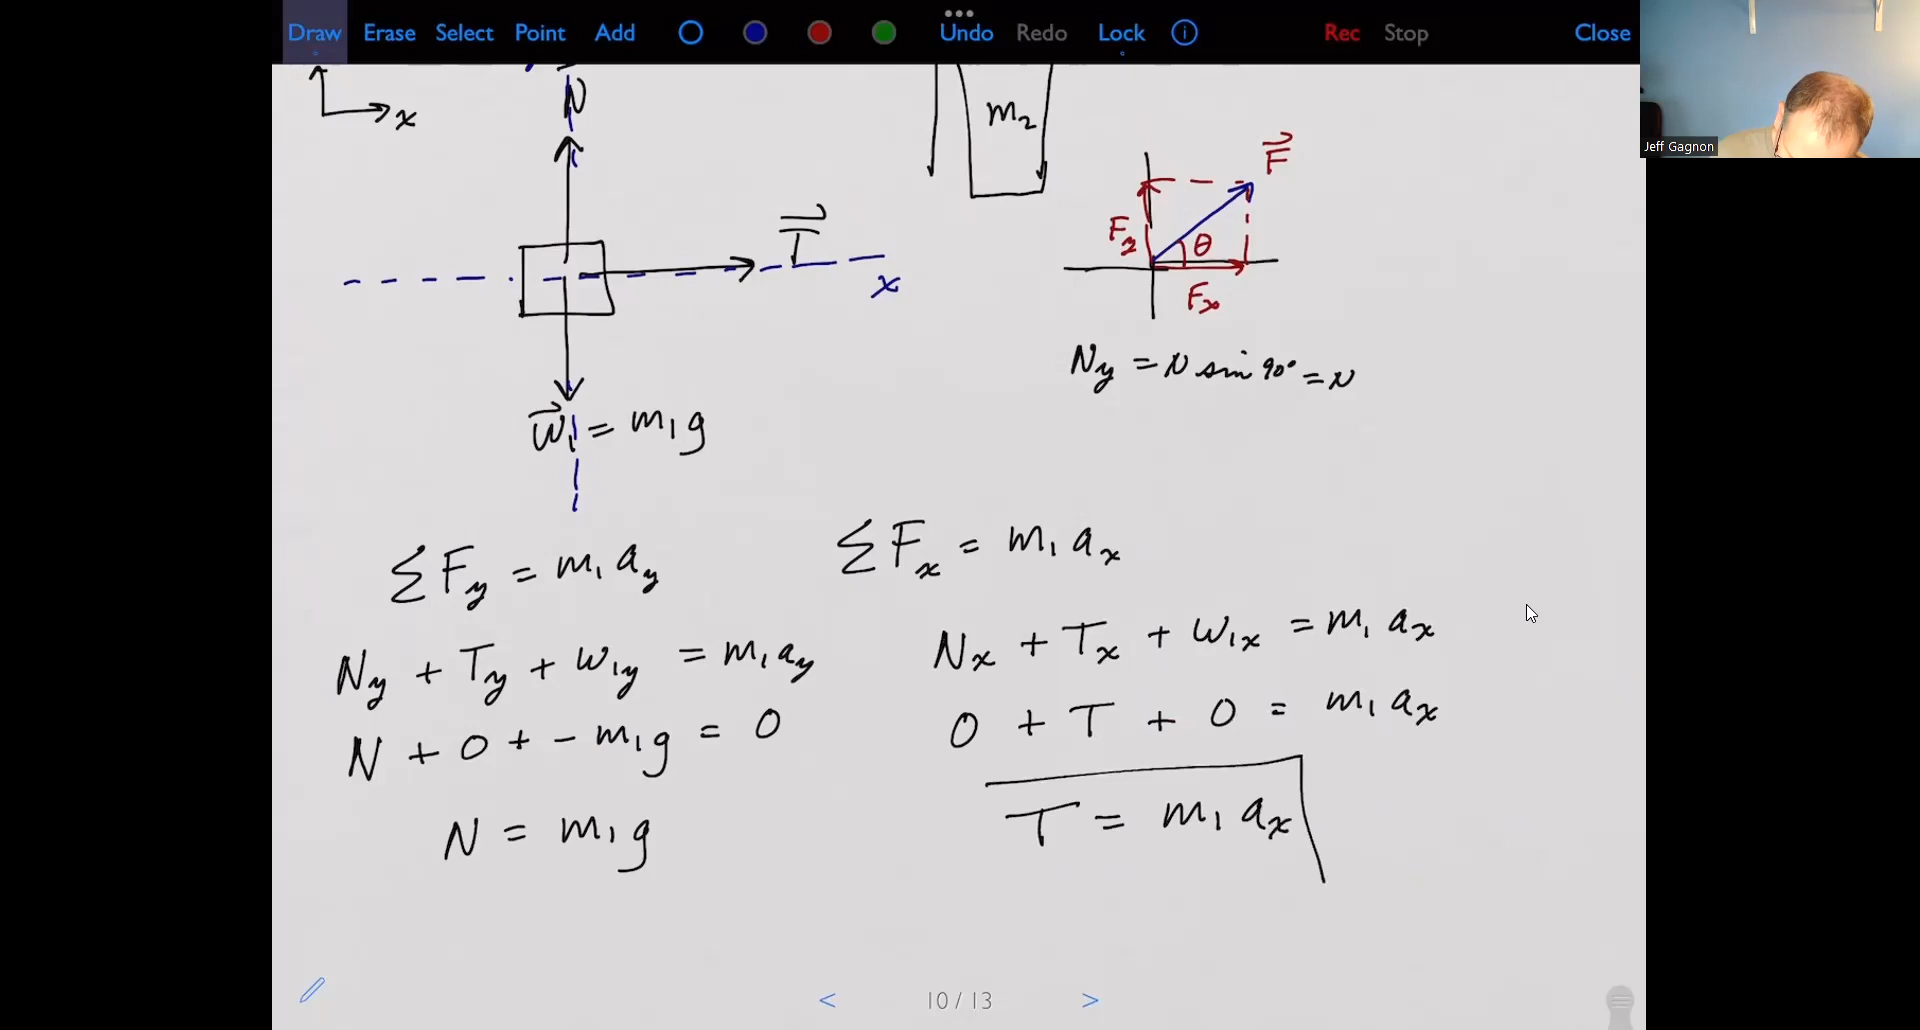 Draw Erase Select Point Add Undo Redo Lock Rec Stop Close
Jeff Gagnon
x
N
m₂
F
T
F_y
θ
x
F_x
N_y = N sin 90° = N
w₁ = m₁g
ΣF_y = m₁a_y
ΣF_x = m₁a_x
N_y + T_y + w₁y = m₁a_y
N_x + T_x + w₁x = m₁a_x
N + 0 + - m₁g = 0
0 + T + 0 = m₁a_x
N = m₁g
T = m₁a_x
< 10 / 13 >